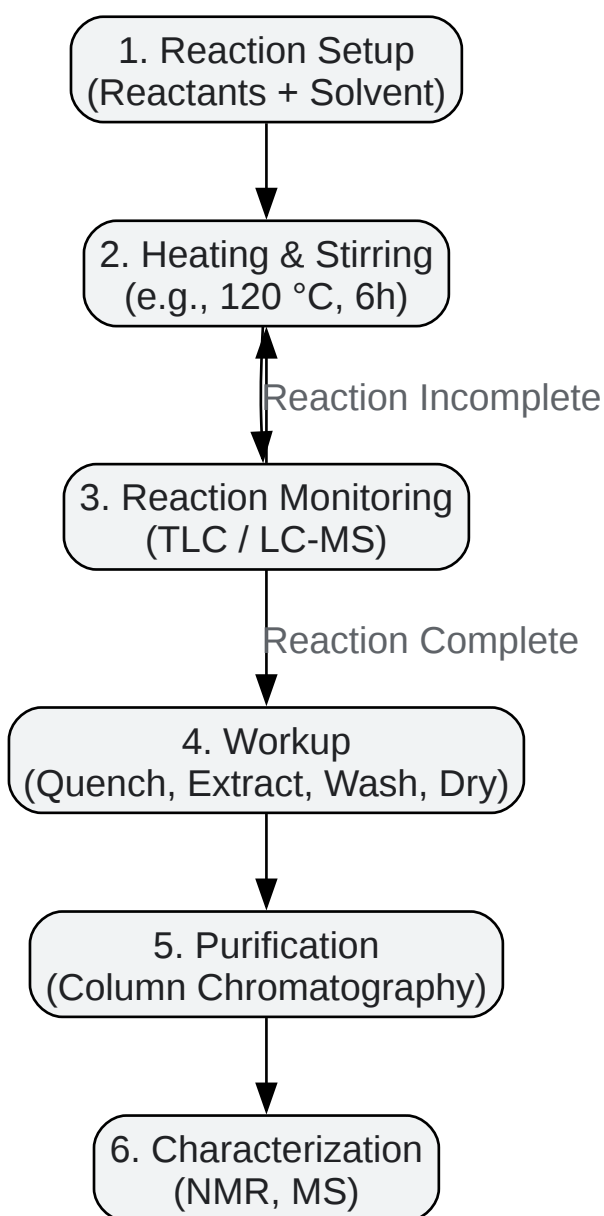 1. Reaction Setup
(Reactants + Solvent)
2. Heating & Stirring
(e.g., 120 °C, 6h)
Reaction Incomplete
3. Reaction Monitoring
(TLC / LC-MS)
Reaction Complete
4. Workup
(Quench, Extract, Wash, Dry)
5. Purification
(Column Chromatography)
6. Characterization
(NMR, MS)